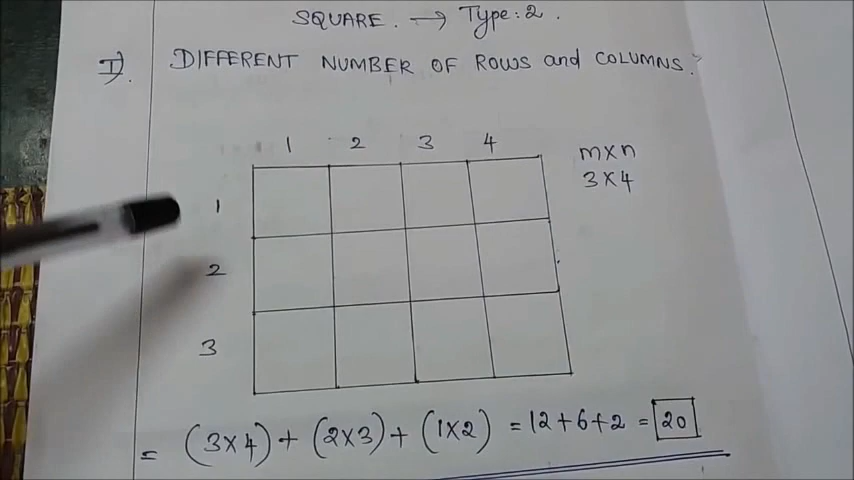 SQUARE. → Type: 2.
I). DIFFERENT NUMBER OF ROWS and COLUMNS:
1 2 3 4
m×n
3×4
1
2
3
= (3×4) + (2×3) + (1×2) = 12+6+2 = 20